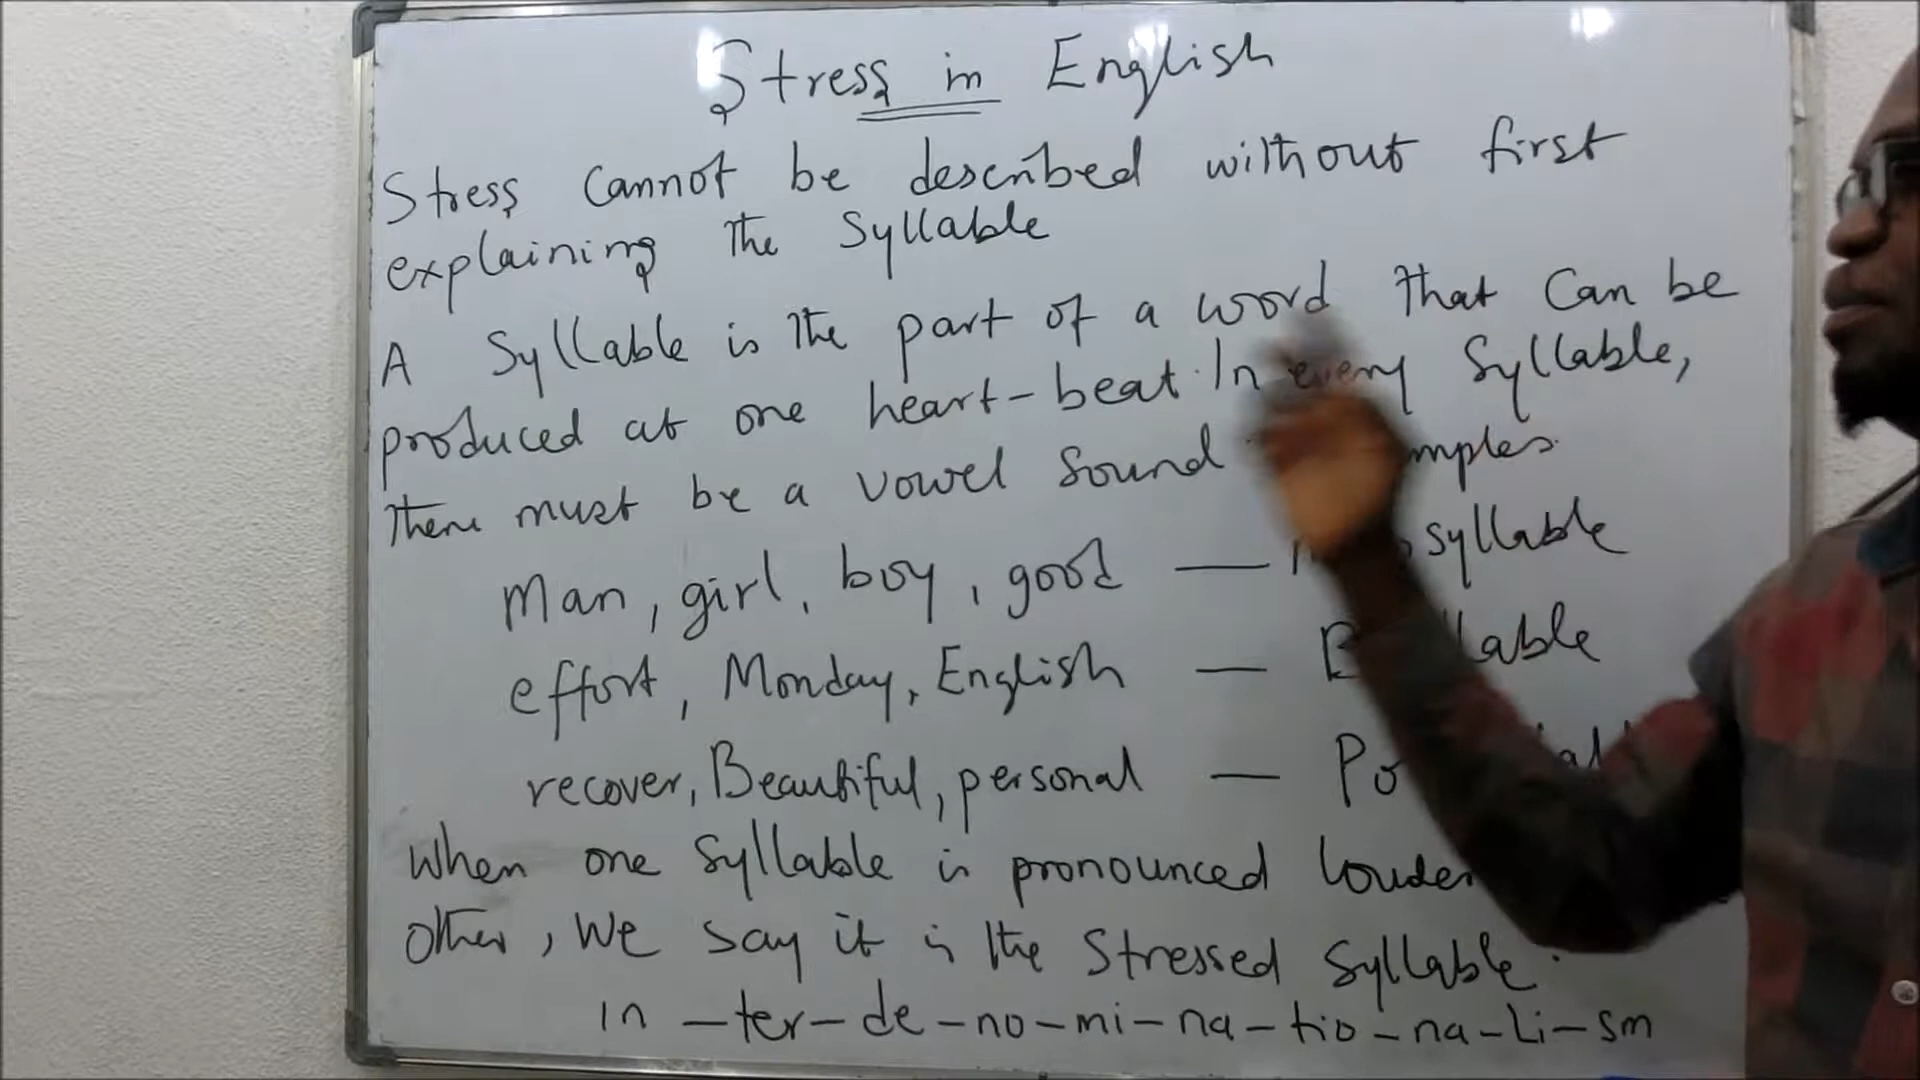 Stress in English
Stress cannot be described without first
explaining the Syllable
A Syllable is the part of a word that can be
produced at one heart-beat. In every Syllable,
there must be a vowel sound
Man, girl, boy, good — syllable
effort, Monday, English —
recover, Beautiful, personal —
When one syllable is pronounced louder
other, we say it is the Stressed Syllable.
in – ter – de – no – mi – na – tio – na – li – sm